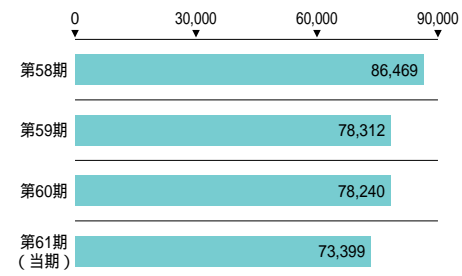 0 30,000 60,000 90,000
第58期 86,469
第59期 78,312
第60期 78,240
第61期
（当期） 73,399